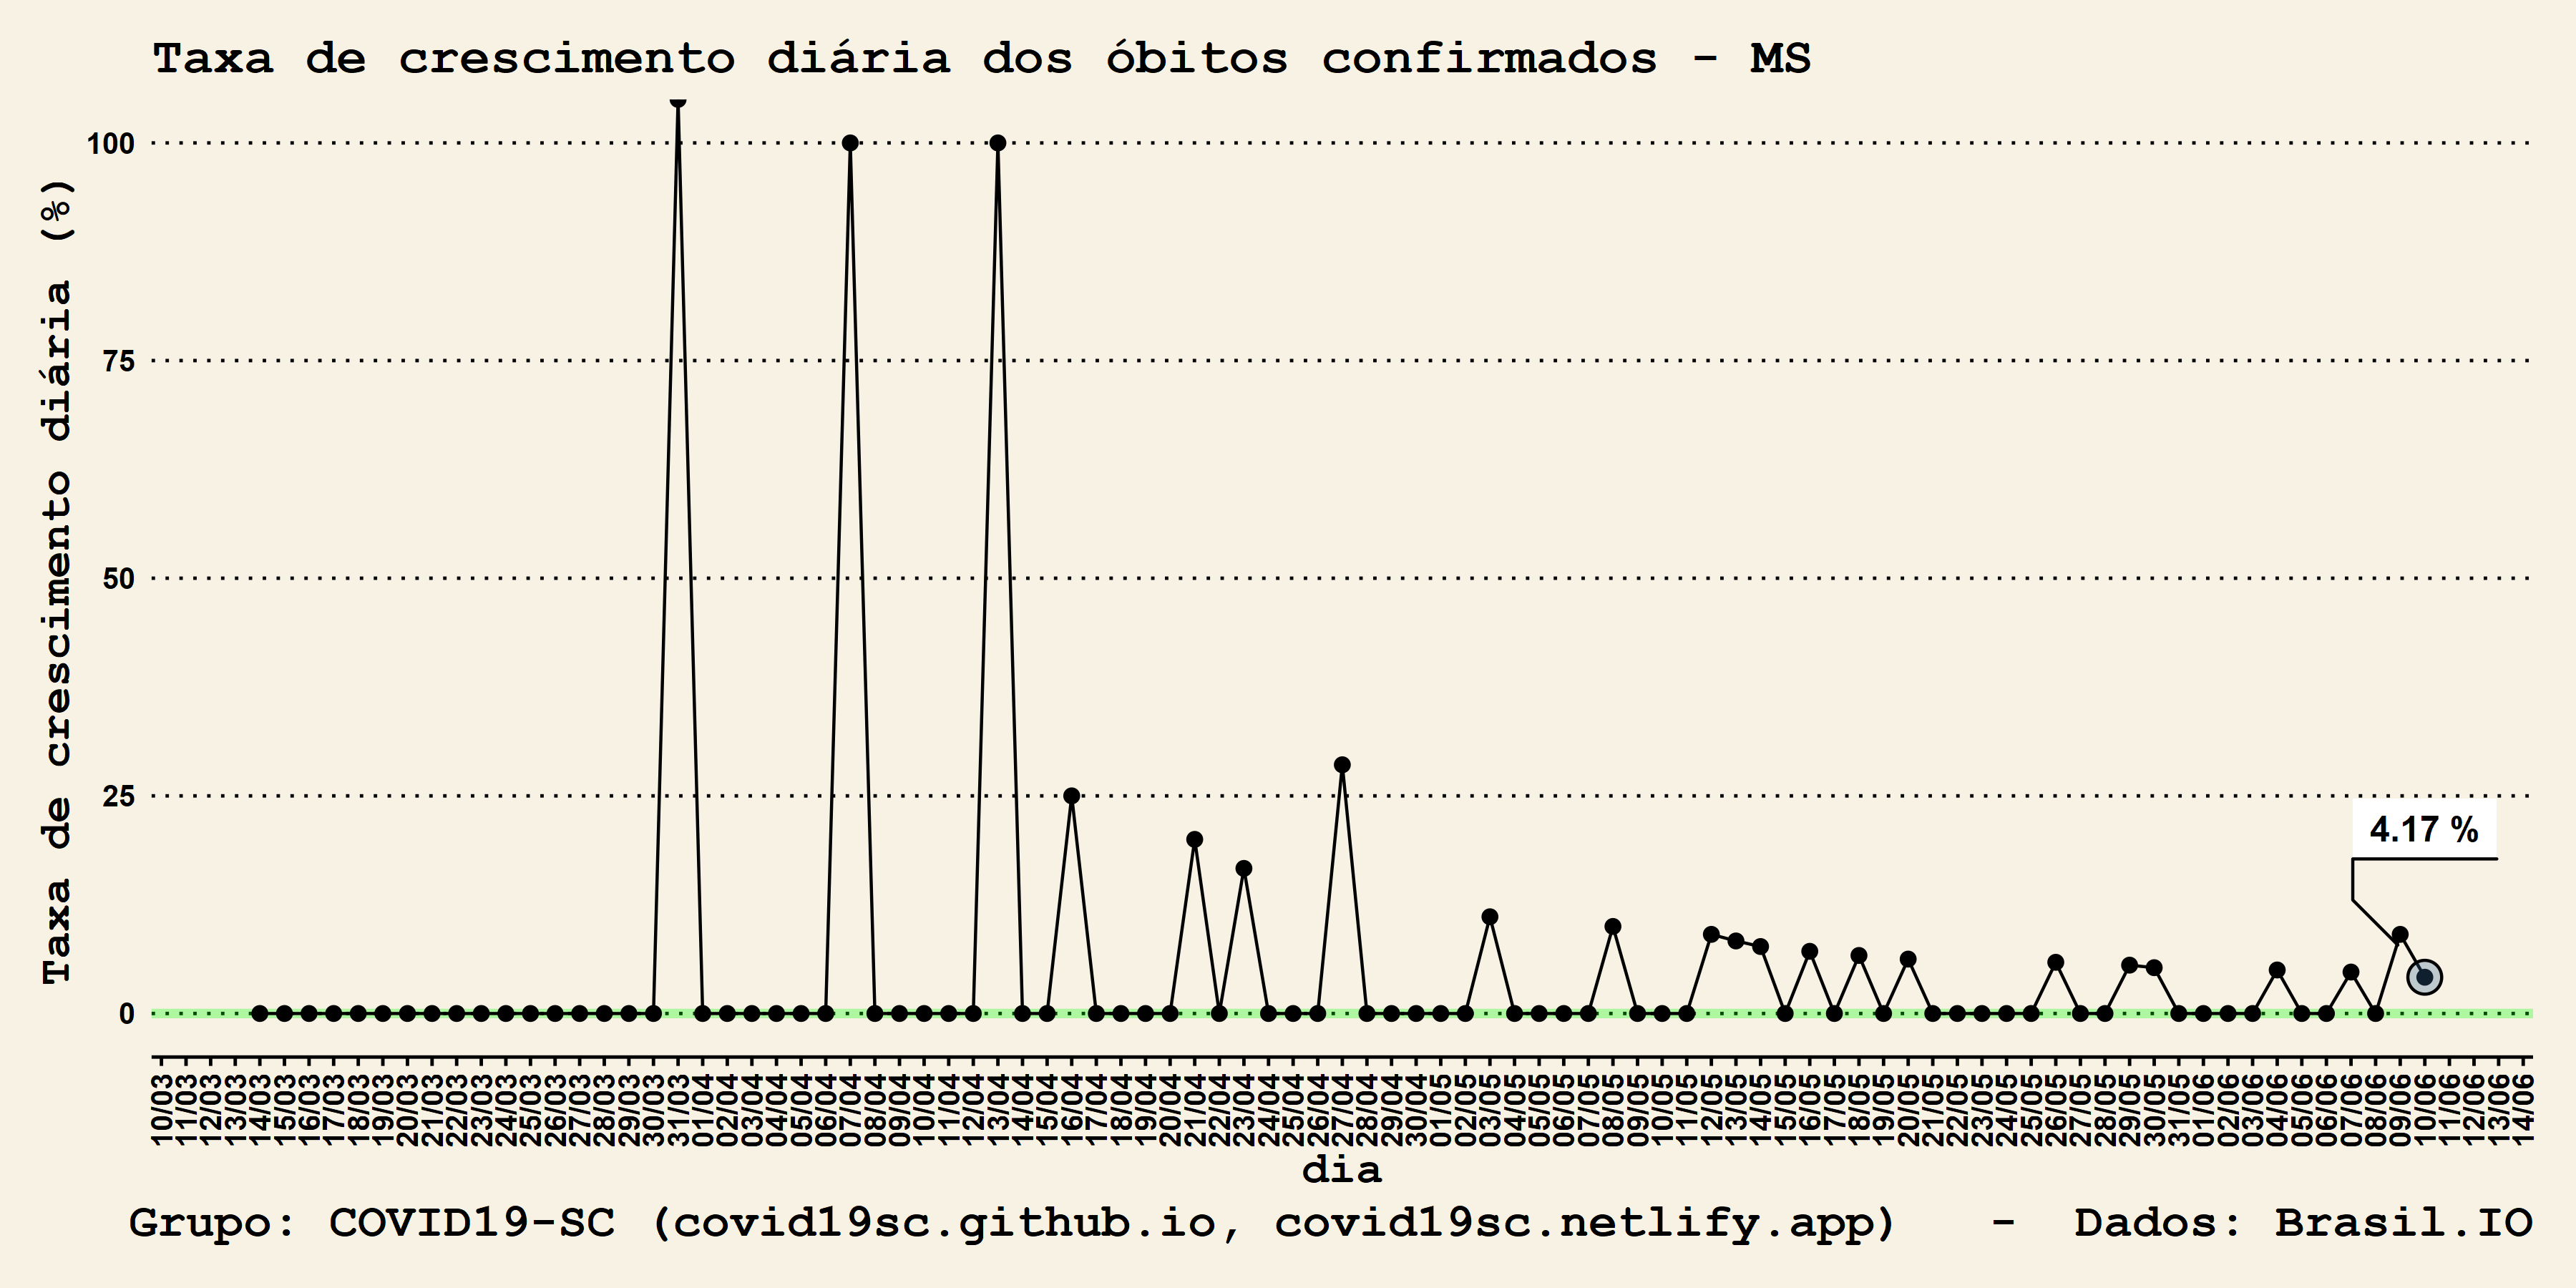 Taxa de crescimento diária dos óbitos confirmados - MS
Taxa de crescimento diária (%)
100
75
50
25
0
4.17 %
10/03 11/03 12/03 13/03 14/03 15/03 16/03 17/03 18/03 19/03 20/03 21/03 22/03 23/03 24/03 25/03 26/03 27/03 28/03 29/03 30/03 31/03 01/04 02/04 03/04 04/04 05/04 06/04 07/04 08/04 09/04 10/04 11/04 12/04 13/04 14/04 15/04 16/04 17/04 18/04 19/04 20/04 21/04 22/04 23/04 24/04 25/04 26/04 27/04 28/04 29/04 30/04 01/05 02/05 03/05 04/05 05/05 06/05 07/05 08/05 09/05 10/05 11/05 12/05 13/05 14/05 15/05 16/05 17/05 18/05 19/05 20/05 21/05 22/05 23/05 24/05 25/05 26/05 27/05 28/05 29/05 30/05 31/05 01/06 02/06 03/06 04/06 05/06 06/06 07/06 08/06 09/06 10/06 11/06 12/06 13/06 14/06
dia
Grupo: COVID19-SC (covid19sc.github.io, covid19sc.netlify.app) - Dados: Brasil.IO